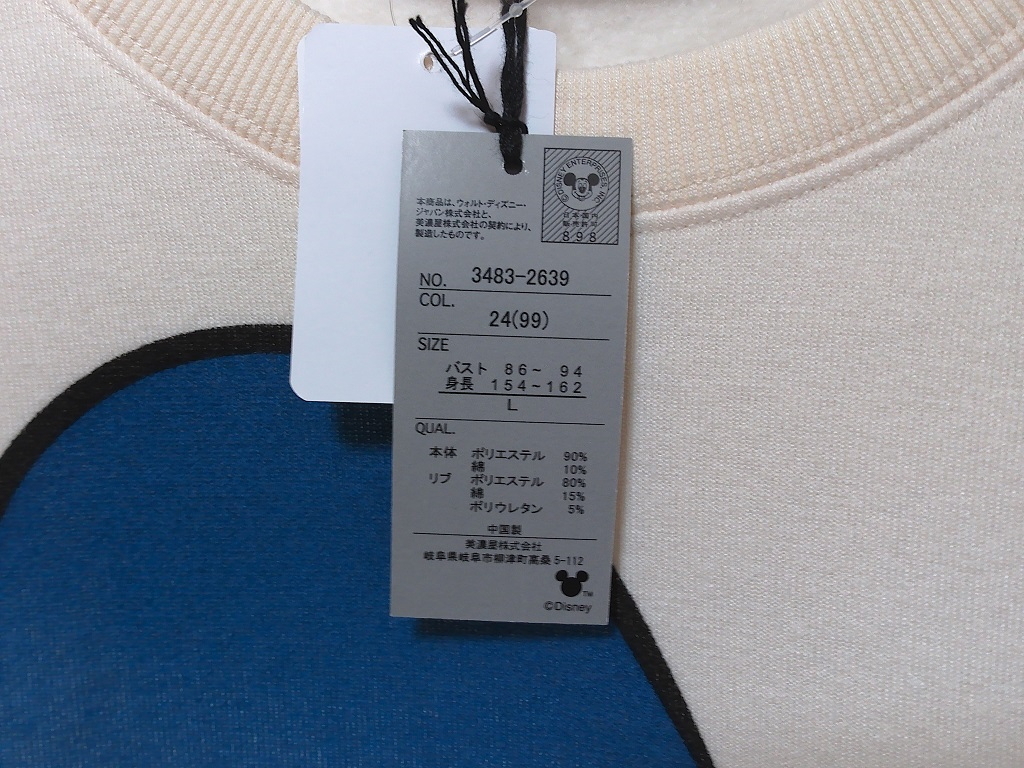 本商品は、ウォルト・ディズニー・
ジャパン株式会社と、
美濃屋株式会社の契約により、
製造したものです。
©DISNEY ENTERPRISES, INC
日本国内
販売許可
898
NO. 3483-2639
COL.
24(99)
SIZE
バスト 86~ 94
身長 154~162
L
QUAL.
本体 ポリエステル 90%
綿 10%
リブ ポリエステル 80%
綿 15%
ポリウレタン 5%
中国製
美濃屋株式会社
岐阜県岐阜市柳津町高桑5-112
TM
©Disney